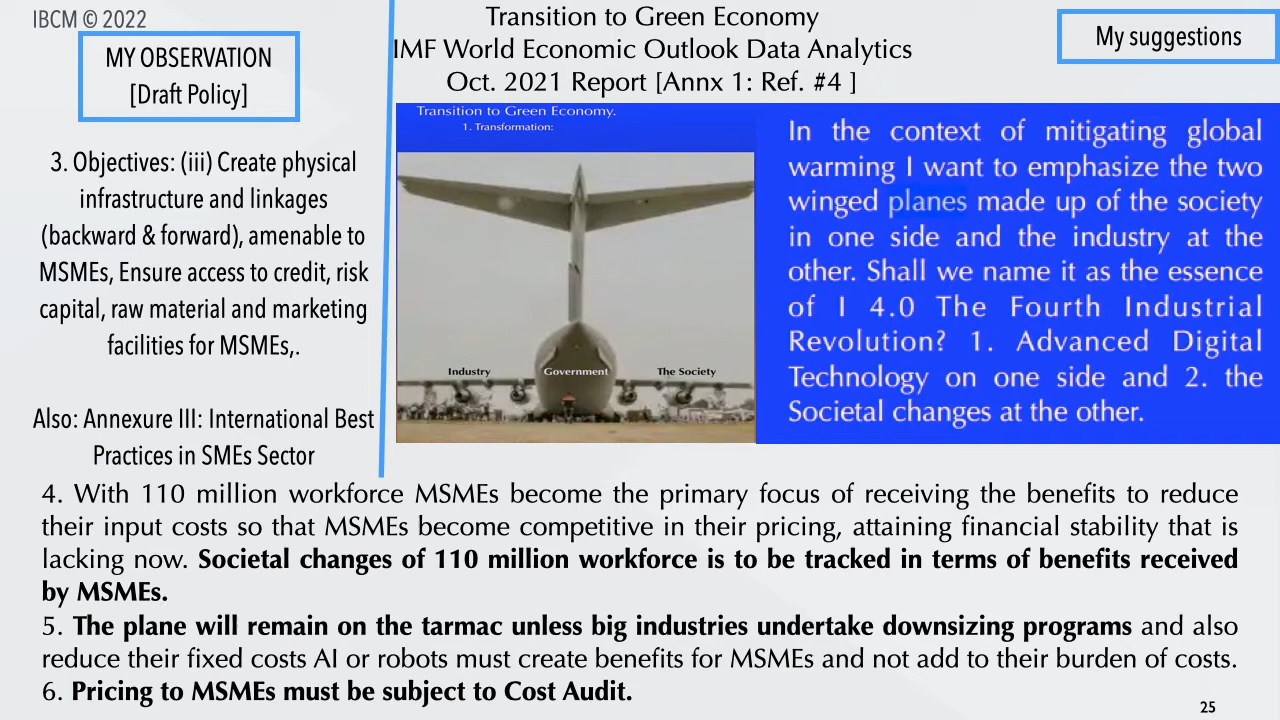 IBCM © 2022
MY OBSERVATION
[Draft Policy]
3. Objectives: (iii) Create physical
infrastructure and linkages
(backward & forward), amenable to
MSMEs, Ensure access to credit, risk
capital, raw material and marketing
facilities for MSMEs,.
Also: Annexure III: International Best
Practices in SMEs Sector
Transition to Green Economy
IMF World Economic Outlook Data Analytics
Oct. 2021 Report [Annx 1: Ref. #4 ]
My suggestions
Transition to Green Economy.
1. Transformation:
Industry
Government
The Society
In the context of mitigating global
warming I want to emphasize the two
winged planes made up of the society
in one side and the industry at the
other. Shall we name it as the essence
of I 4.0 The Fourth Industrial
Revolution? 1. Advanced Digital
Technology on one side and 2. the
Societal changes at the other.
4. With 110 million workforce MSMEs become the primary focus of receiving the benefits to reduce
their input costs so that MSMEs become competitive in their pricing, attaining financial stability that is
lacking now. Societal changes of 110 million workforce is to be tracked in terms of benefits received
by MSMEs.
5. The plane will remain on the tarmac unless big industries undertake downsizing programs and also
reduce their fixed costs AI or robots must create benefits for MSMEs and not add to their burden of costs.
6. Pricing to MSMEs must be subject to Cost Audit.
25